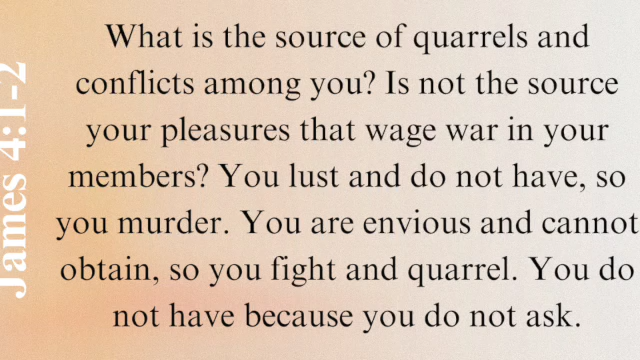 James 4:1-2
What is the source of quarrels and
conflicts among you? Is not the source
your pleasures that wage war in your
members? You lust and do not have, so
you murder. You are envious and cannot
obtain, so you fight and quarrel. You do
not have because you do not ask.